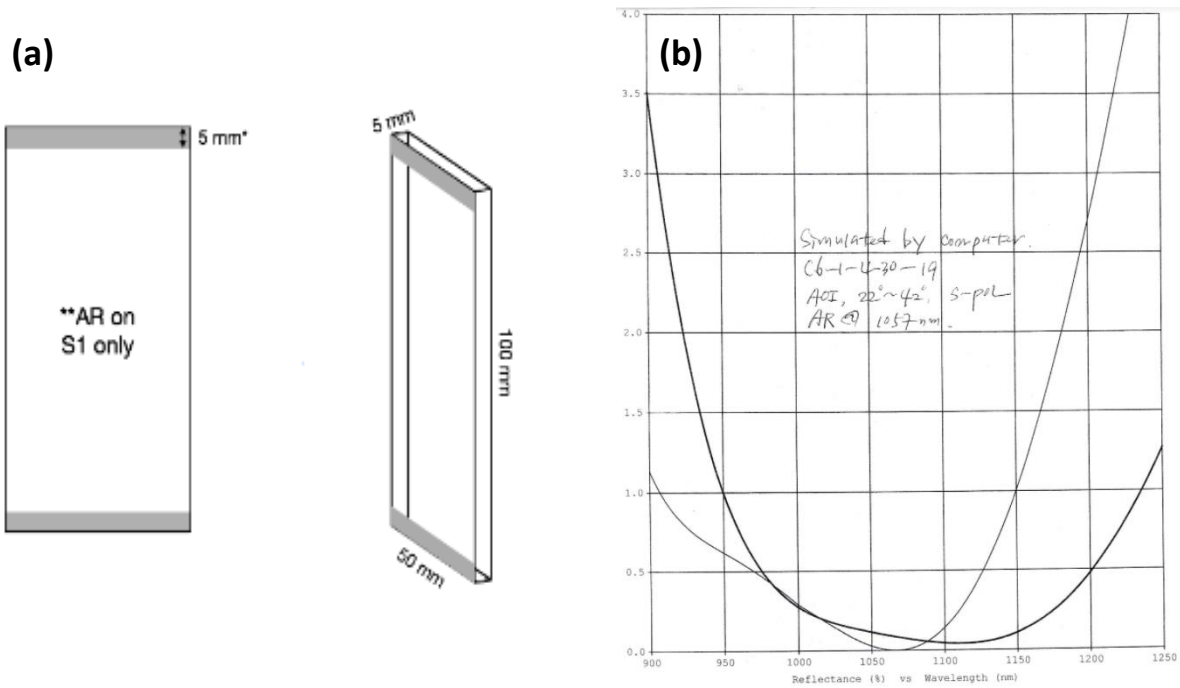 (a)
5 mm*
**AR on
S1 only
5 mm
100 mm
50 mm
(b)
4.0
3.5
3.0
2.5
2.0
1.5
1.0
0.5
0.0
Simulated by computer.
C6-1-4-30-19
AOI, 22°~42°, s-pol
AR @ 1057nm.
900 950 1000 1050 1100 1150 1200 1250
Reflectance (%) vs Wavelength (nm)